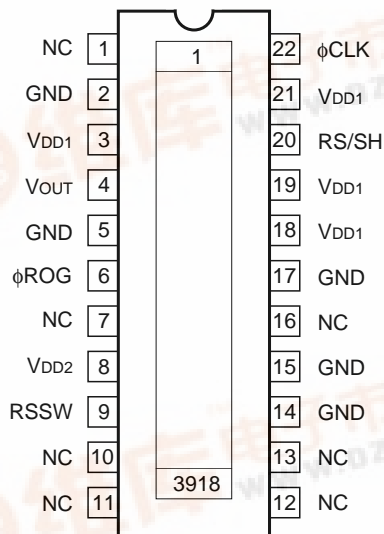 NC 1 1 22 ϕCLK
GND 2 21 VDD1
VDD1 3 20 RS/SH
VOUT 4 19 VDD1
GND 5 18 VDD1
ϕROG 6 17 GND
NC 7 16 NC
VDD2 8 15 GND
RSSW 9 14 GND
NC 10 13 NC
NC 11 3918 12 NC